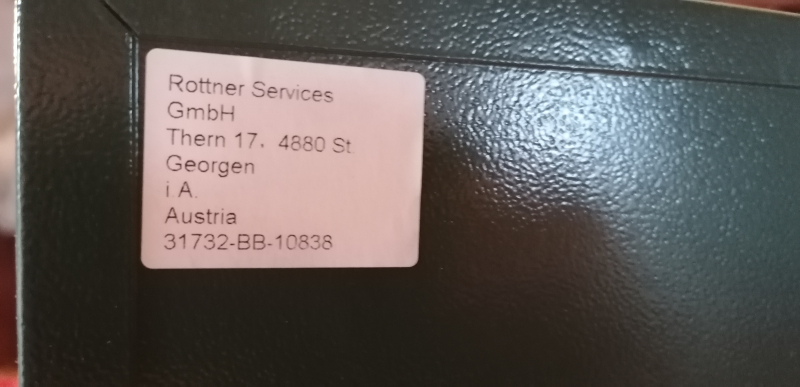 Rottner Services
GmbH
Thern 17, 4880 St.
Georgen
i.A.
Austria
31732-BB-10838